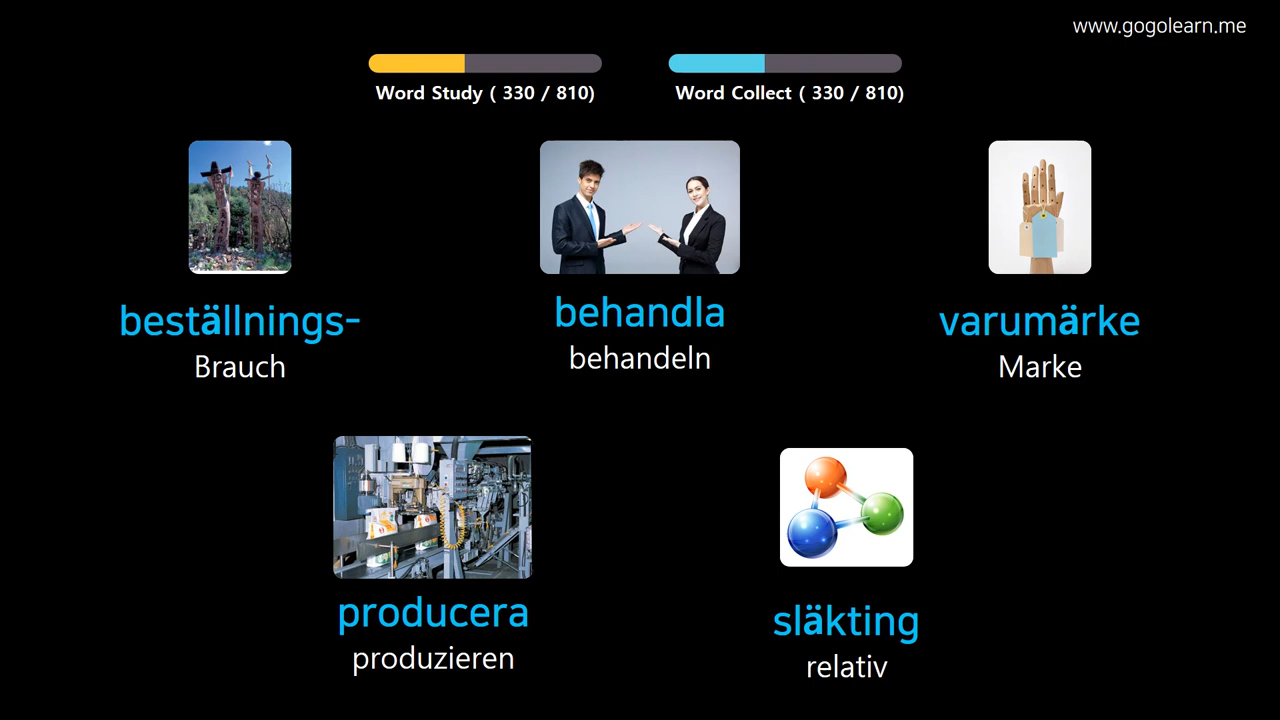 www.gogolearn.me
Word Study ( 330 / 810)
Word Collect ( 330 / 810)
beställnings-
Brauch
behandla
behandeln
varumärke
Marke
producera
produzieren
släkting
relativ